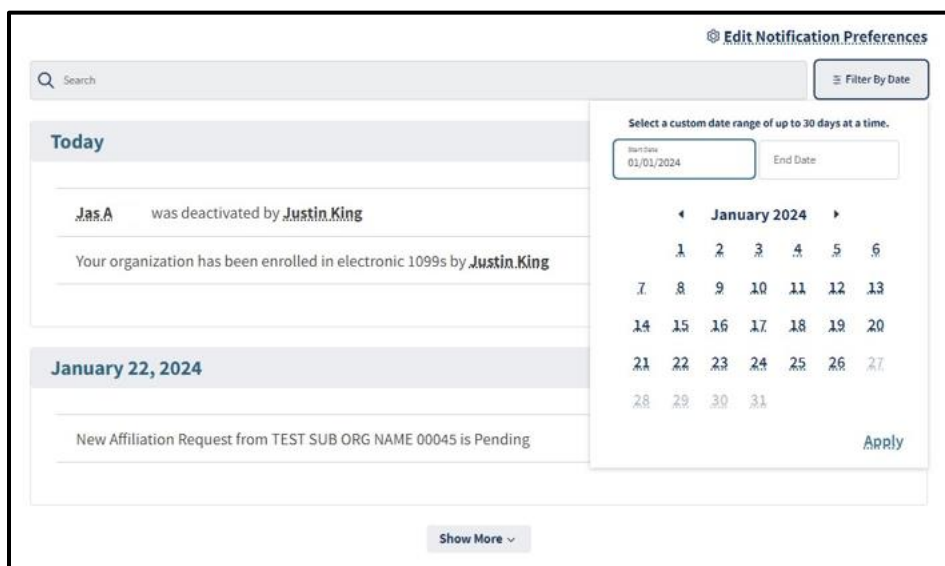 Edit Notification Preferences
Search
Filter By Date
Select a custom date range of up to 30 days at a time.
Start Date
01/01/2024
End Date
January 2024
1 2 3 4 5 6
7 8 9 10 11 12 13
14 15 16 17 18 19 20
21 22 23 24 25 26 27
28 29 30 31
Apply
Today
Jas A was deactivated by Justin King
Your organization has been enrolled in electronic 1099s by Justin King
January 22, 2024
New Affiliation Request from TEST SUB ORG NAME 00045 is Pending
Show More